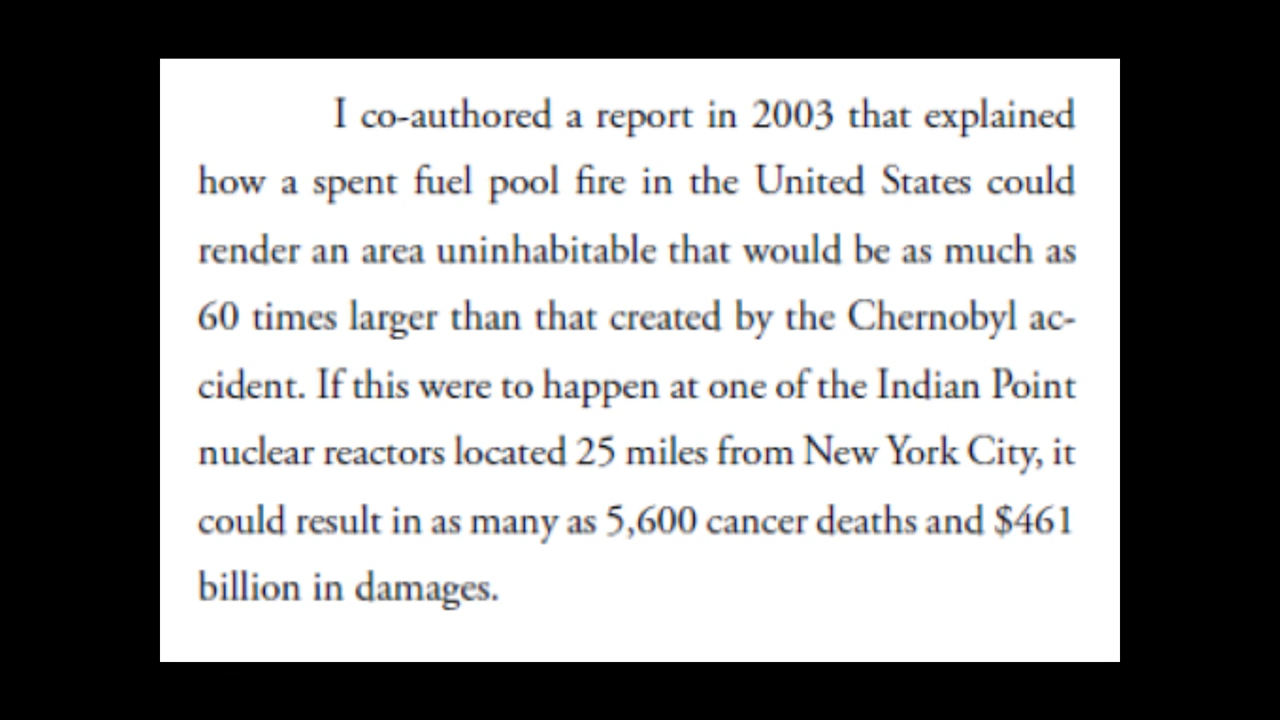 I co-authored a report in 2003 that explained
how a spent fuel pool fire in the United States could
render an area uninhabitable that would be as much as
60 times larger than that created by the Chernobyl ac-
cident. If this were to happen at one of the Indian Point
nuclear reactors located 25 miles from New York City, it
could result in as many as 5,600 cancer deaths and $461
billion in damages.